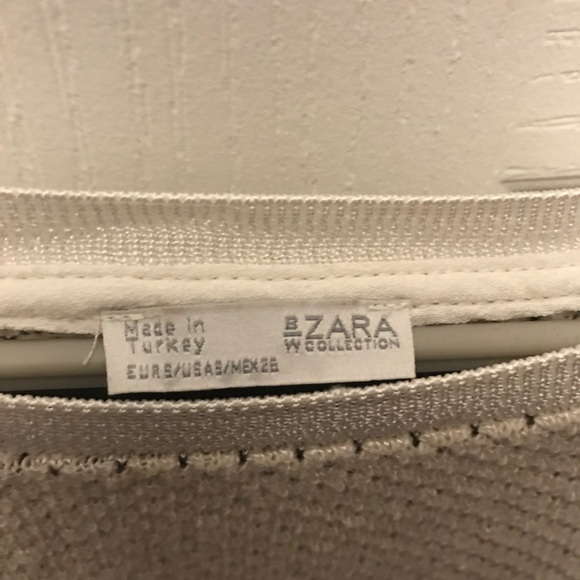 Made in
Turkey
EUR S/USA S/MEX 26
B
W ZARA
COLLECTION